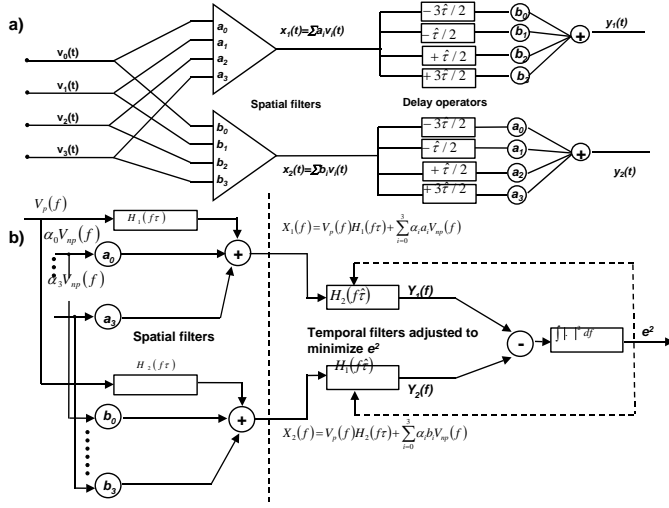 a)
v₀(t)
v₁(t)
v₂(t)
v₃(t)
a₀
a₁
a₂
a₃
b₀
b₁
b₂
b₃
x₁(t)=∑aᵢvᵢ(t)
x₂(t)=∑bᵢvᵢ(t)
Spatial filters
Delay operators
− 3τ̂ / 2
− τ̂ / 2
+ τ̂ / 2
+ 3τ̂ / 2
b₀
b₁
b₂
b₃
+
y₁(t)
− 3τ̂ / 2
− τ̂ / 2
+ τ̂ / 2
+ 3τ̂ / 2
a₀
a₁
a₂
a₃
+
y₂(t)
b)
Vₚ(f)
H₁(fτ)
α₀Vₙₚ(f)
α₃Vₙₚ(f)
a₀
a₃
+
Spatial filters
H₂(fτ)
b₀
b₃
+
X₁(f)=Vₚ(f)H₁(fτ)+∑ᵢ₌₀³αᵢaᵢVₙₚ(f)
H₂(fτ̂)
Y₁(f)
Temporal filters adjusted to
minimize e²
H₁(fτ̂)
Y₂(f)
-
∫|.|² df
e²
X₂(f)=Vₚ(f)H₂(fτ)+∑ᵢ₌₀³αᵢbᵢVₙₚ(f)